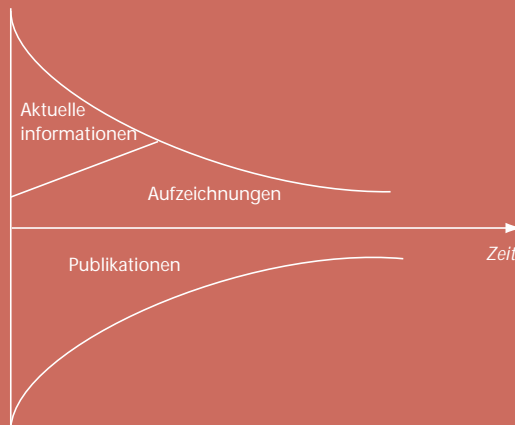 Aktuelle
informationen
Aufzeichnungen
Zeit
Publikationen